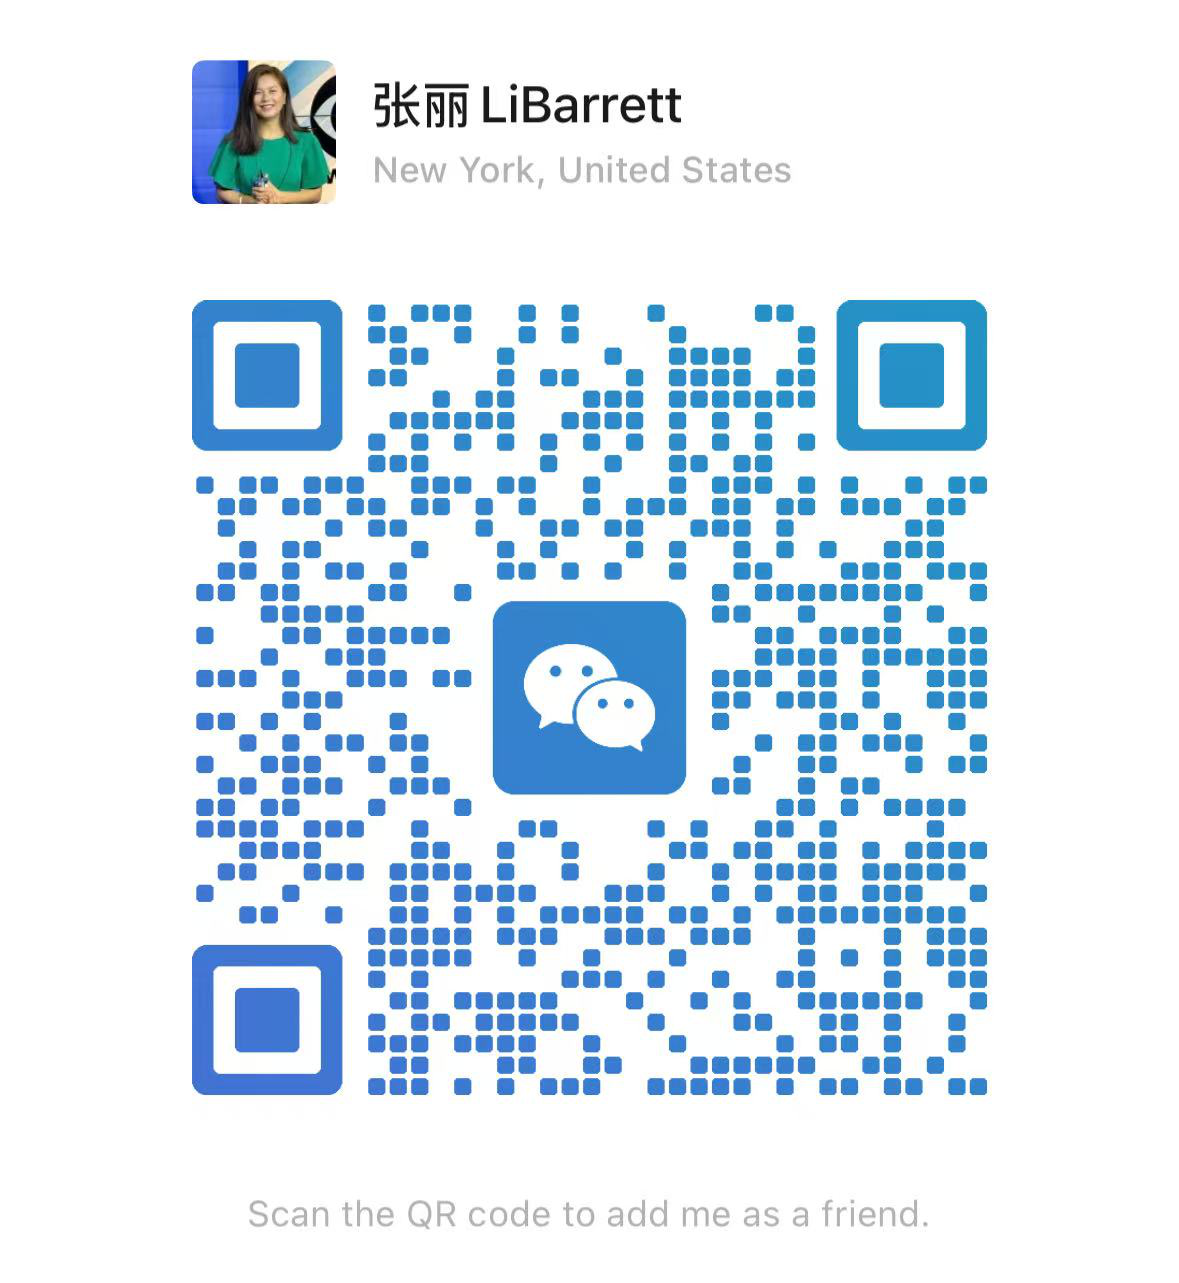 张丽 LiBarrett
New York, United States
Scan the QR code to add me as a friend.